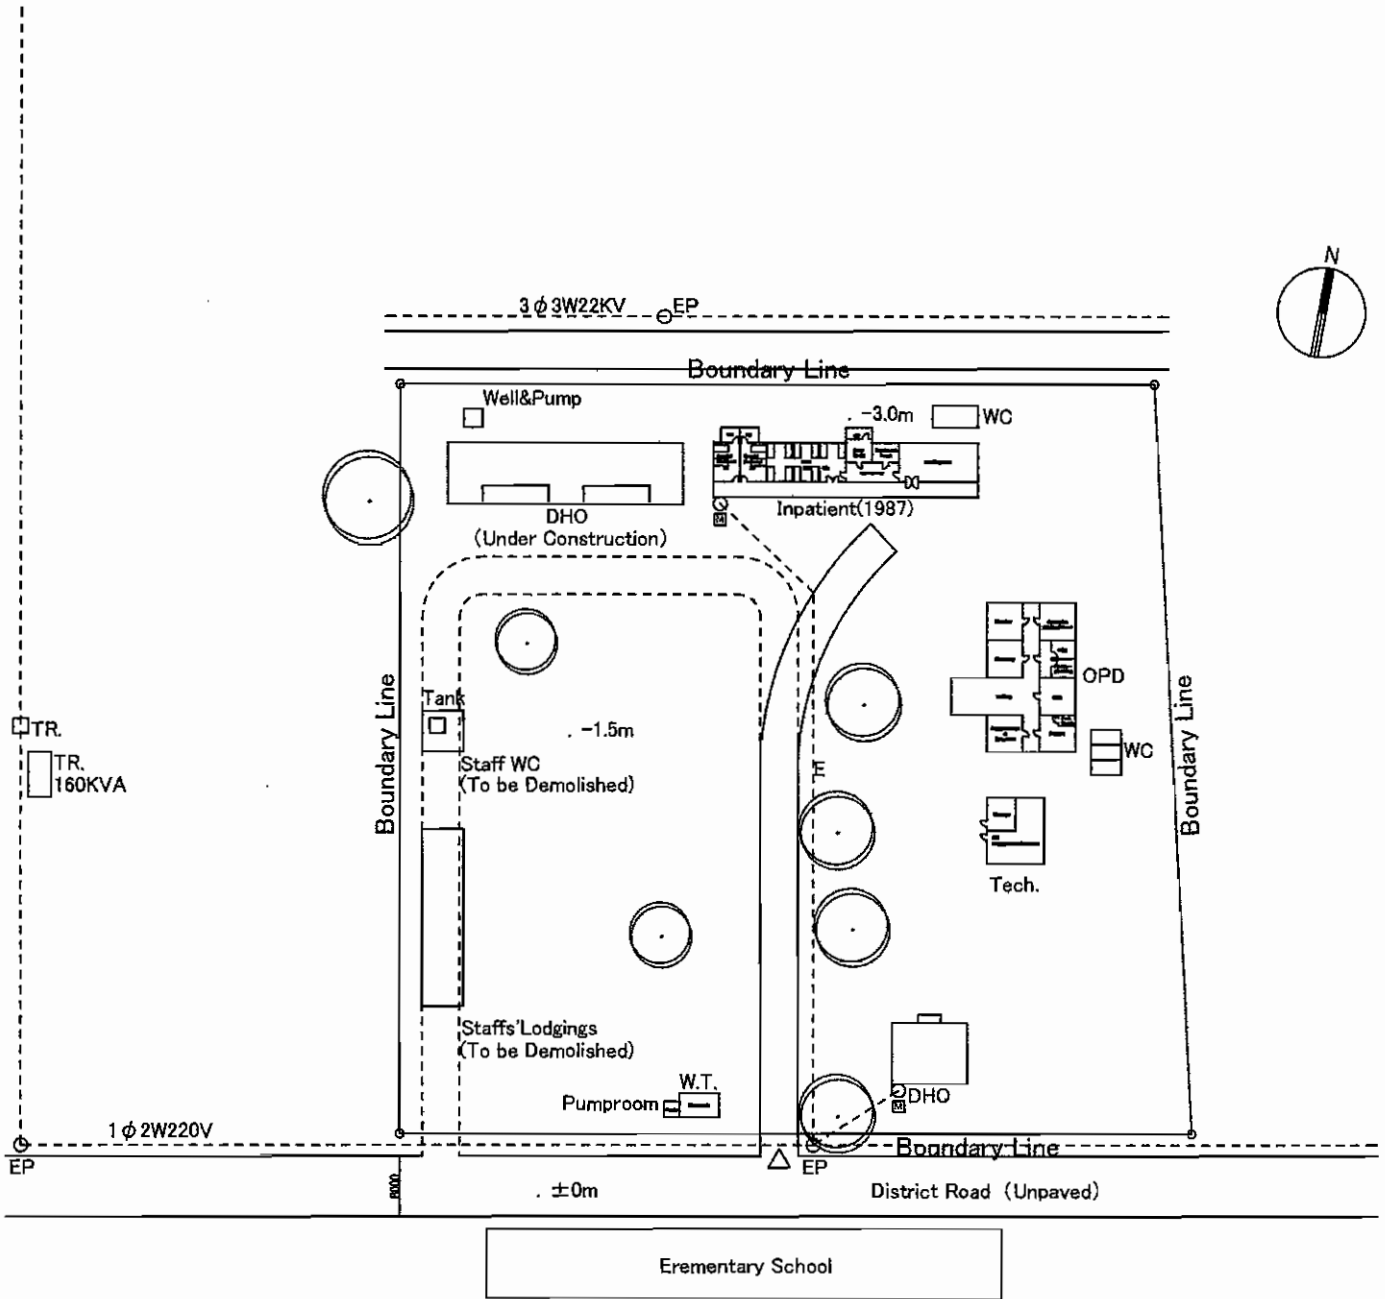 N
3φ3W22KV
EP
Boundary Line
Well&Pump
. -3.0m
WC
Inpatient(1987)
DHO
(Under Construction)
M
OPD
Boundary Line
Boundary Line
Tank
. -1.5m
TR.
TR.
160KVA
Staff WC
(To be Demolished)
WC
E
Tech.
Staffs'Lodgings
(To be Demolished)
W.T.
Pumproom
DHO
M
1φ2W220V
EP
EP
Boundary Line
8000
. ±0m
District Road (Unpaved)
Erementary School